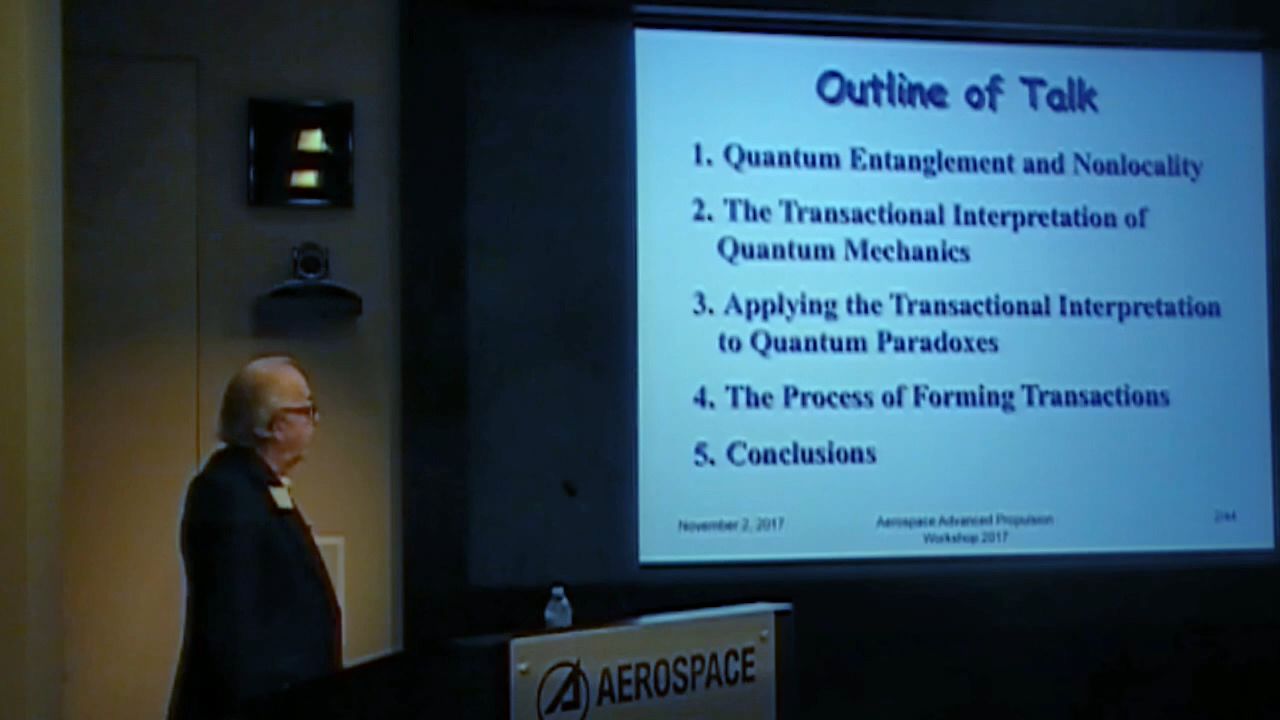 Outline of Talk
1. Quantum Entanglement and Nonlocality
2. The Transactional Interpretation of
Quantum Mechanics
3. Applying the Transactional Interpretation
to Quantum Paradoxes
4. The Process of Forming Transactions
5. Conclusions
November 2, 2017
Aerospace Advanced Propulsion
Workshop 2017
2/44
AEROSPACE